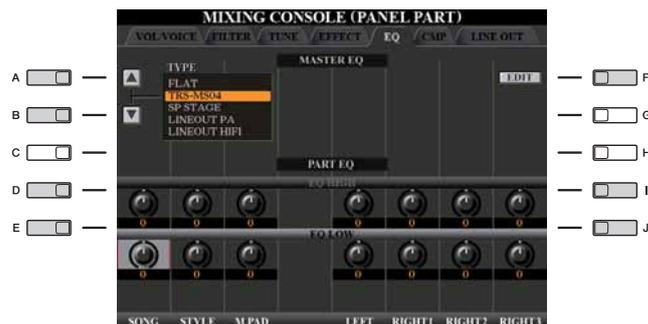 MIXING CONSOLE (PANEL PART)
VOL/VOICE FILTER TUNE EFFECT EQ CMP LINE OUT
MASTER EQ
TYPE
FLAT
TRS-MS04
SP STAGE
LINEOUT PA
LINEOUT HIFI
EDIT
A
B
C
D
E
F
G
H
I
J
PART EQ
EQ HIGH
0 0 0 0 0 0 0
EQ LOW
0 0 0 0 0 0 0
SONG STYLE M.PAD LEFT RIGHT1 RIGHT2 RIGHT3